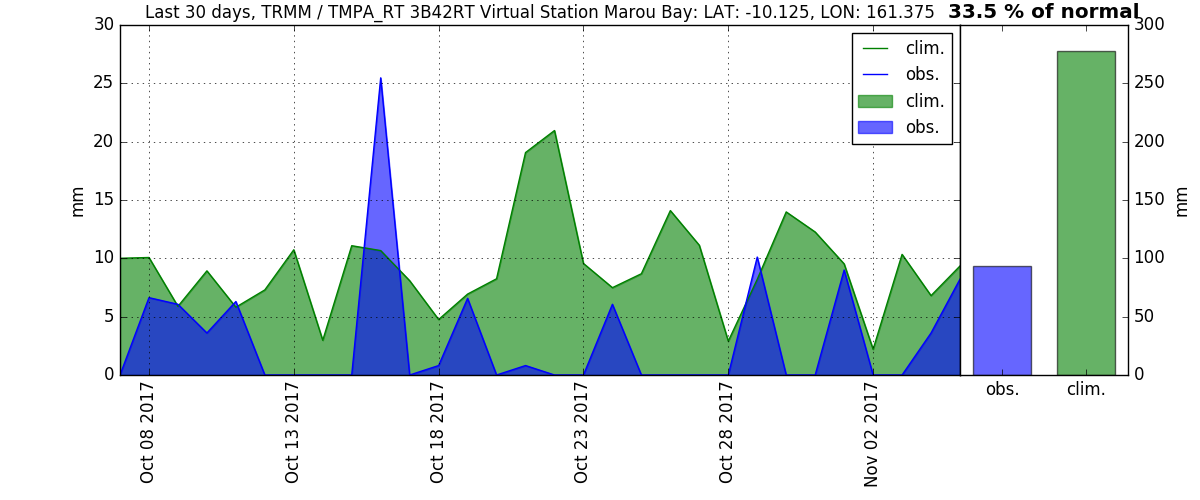 Last 30 days, TRMM / TMPA_RT 3B42RT Virtual Station Marou Bay: LAT: -10.125, LON: 161.375
33.5 % of normal
30
25
20
15
10
5
0
mm
clim.
obs.
clim.
obs.
300
250
200
150
100
50
0
mm
Oct 08 2017
Oct 13 2017
Oct 18 2017
Oct 23 2017
Oct 28 2017
Nov 02 2017
obs.
clim.